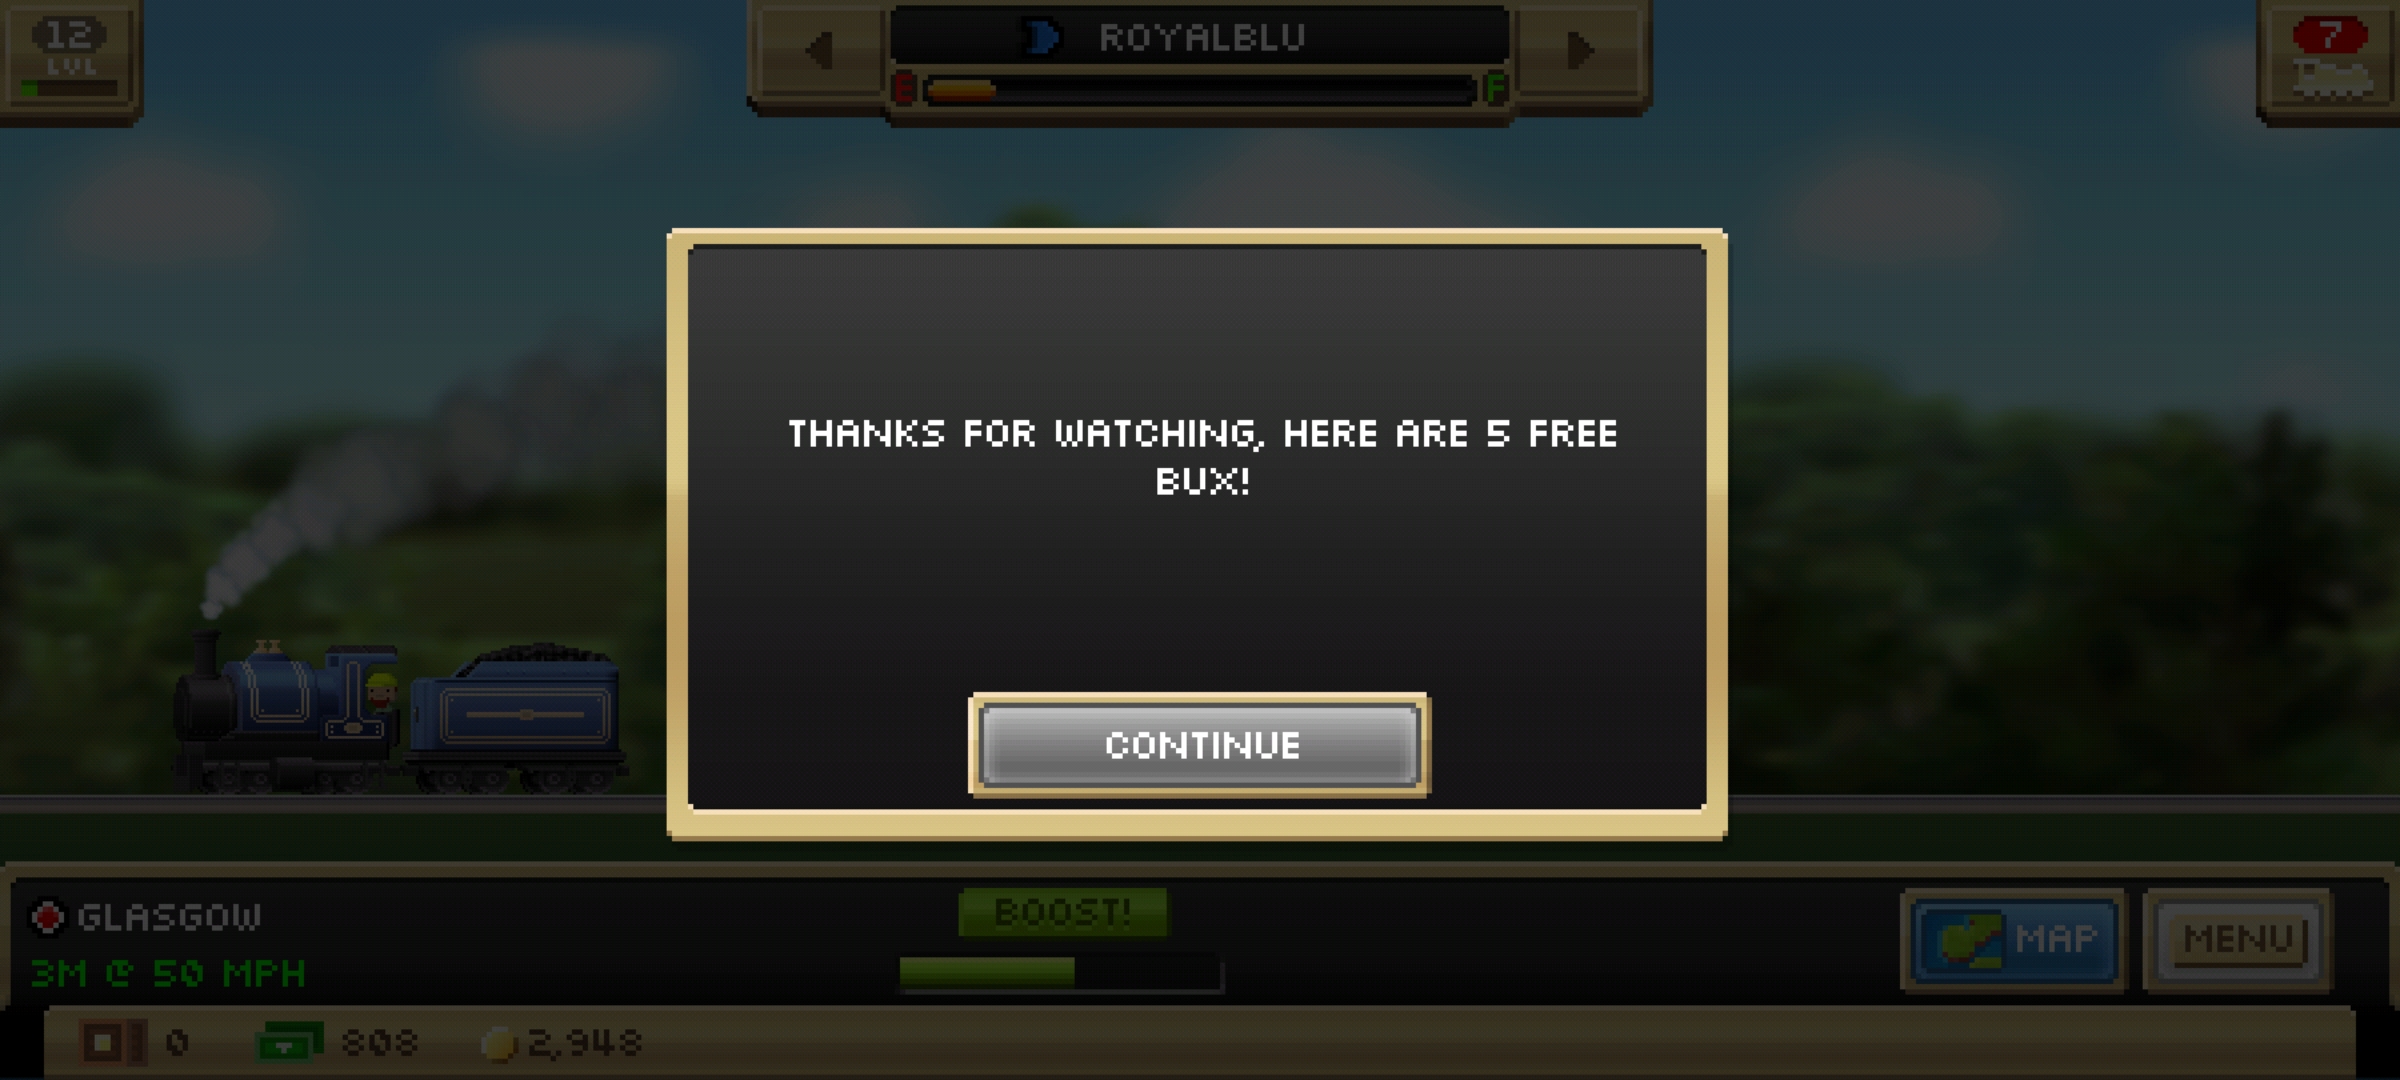 12
LVL
ROYALBLU
E F
7
THANKS FOR WATCHING, HERE ARE 5 FREE
BUX!
CONTINUE
GLASGOW
3M @ 50 MPH
BOOST!
MAP
MENU
0 808 2,948